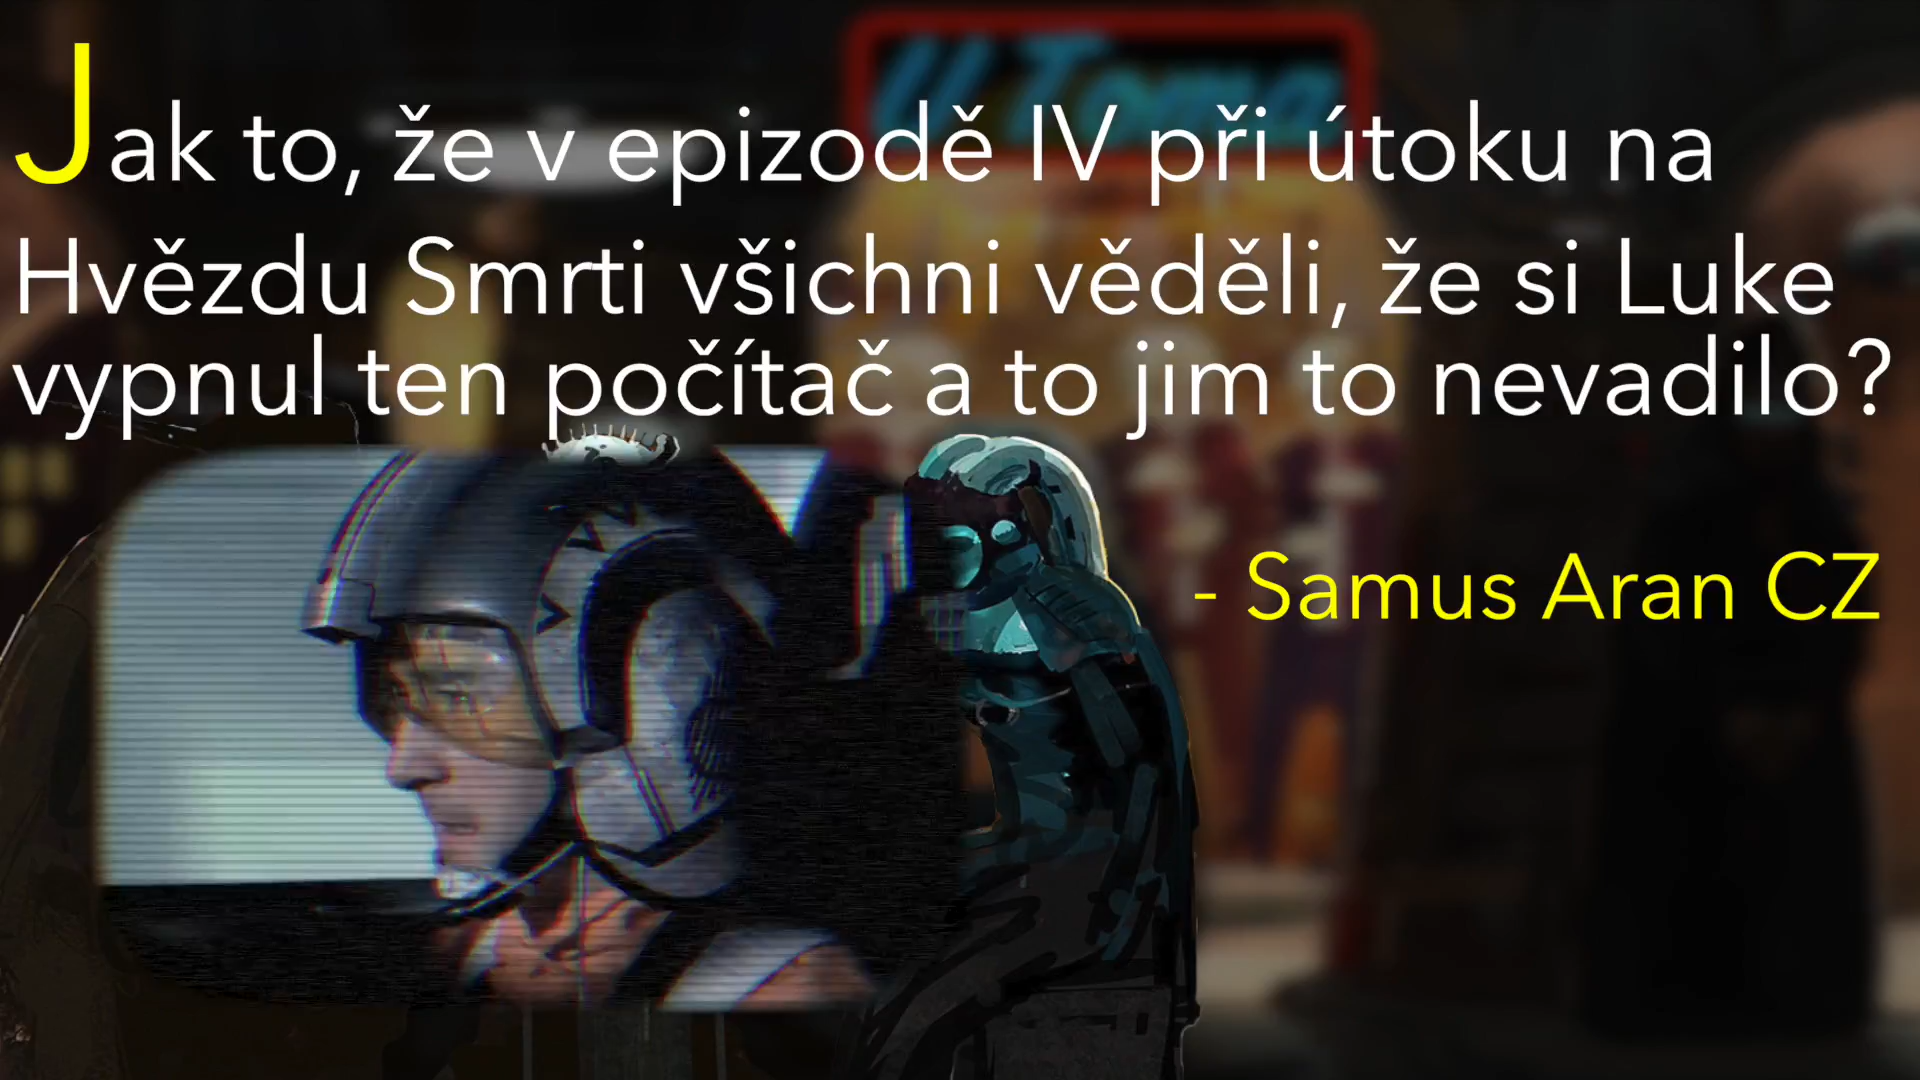 U Toma
Jak to, že v epizodě IV při útoku na
Hvězdu Smrti všichni věděli, že si Luke
vypnul ten počítač a to jim to nevadilo?
- Samus Aran CZ